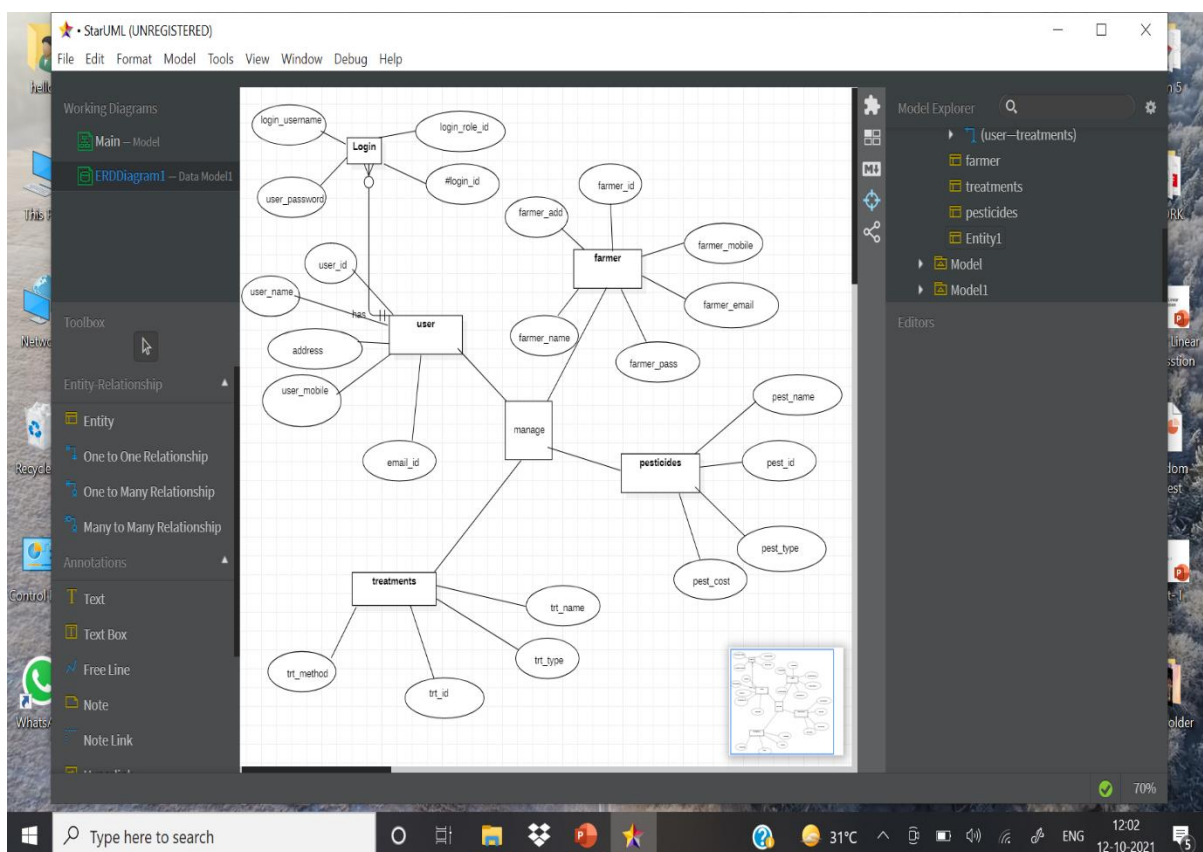 • StarUML (UNREGISTERED)
File Edit Format Model Tools View Window Debug Help
Working Diagrams
Main — Model
ERDDiagram1 — Data Model1
Toolbox
Entity-Relationship
Entity
One to One Relationship
One to Many Relationship
Many to Many Relationship
Annotations
Text
Text Box
Free Line
Note
Note Link
login_username
login_role_id
Login
user_password
#login_id
farmer_id
farmer_add
farmer_mobile
farmer
farmer_email
farmer_name
farmer_pass
user_id
user_name
has
user
address
user_mobile
email_id
manage
pest_name
pesticides
pest_id
pest_type
pest_cost
treatments
trt_name
trt_type
trt_method
trt_id
Model Explorer
(user—treatments)
farmer
treatments
pesticides
Entity1
Model
Model1
Editors
70%
This
Type here to search
31°C
ENG
12:02
12-10-2021
5